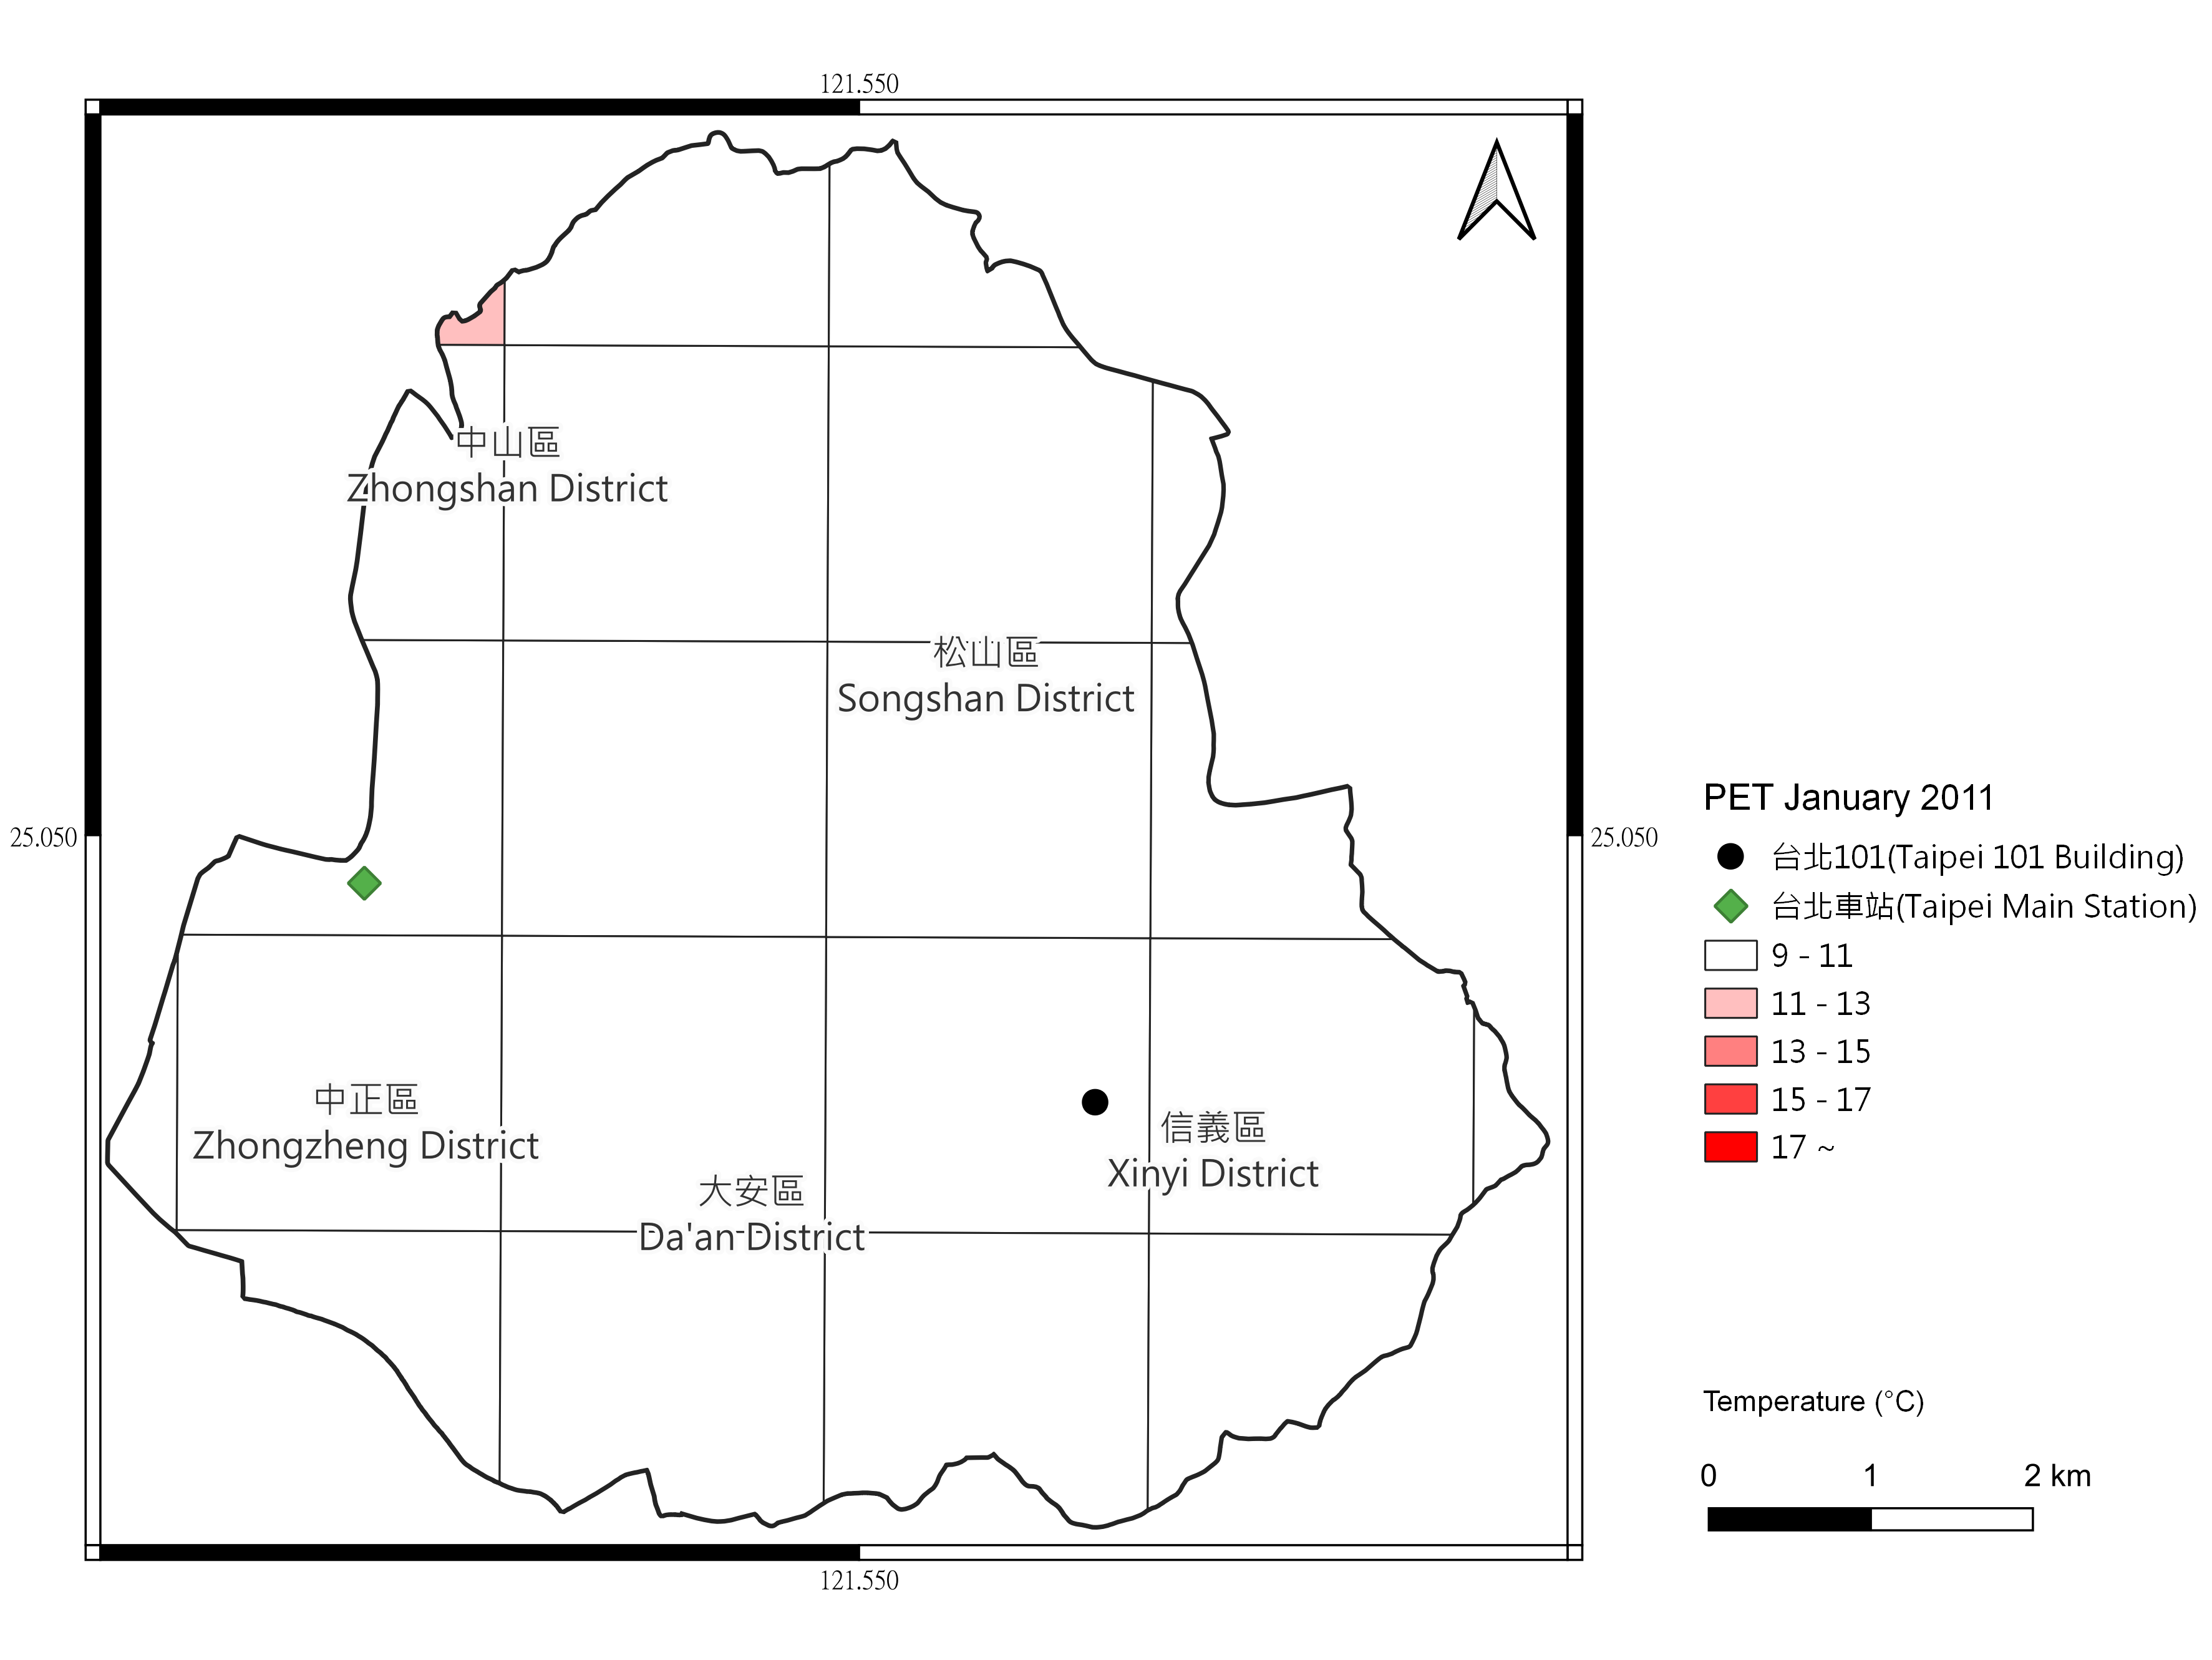 121.550
中山區
Zhongshan District
松山區
Songshan District
25.050
25.050
PET January 2011
台北101(Taipei 101 Building)
台北車站(Taipei Main Station)
9 - 11
11 - 13
13 - 15
15 - 17
17 ~
中正區
Zhongzheng District
信義區
Xinyi District
大安區
Da'an District
Temperature (°C)
0 1 2 km
121.550